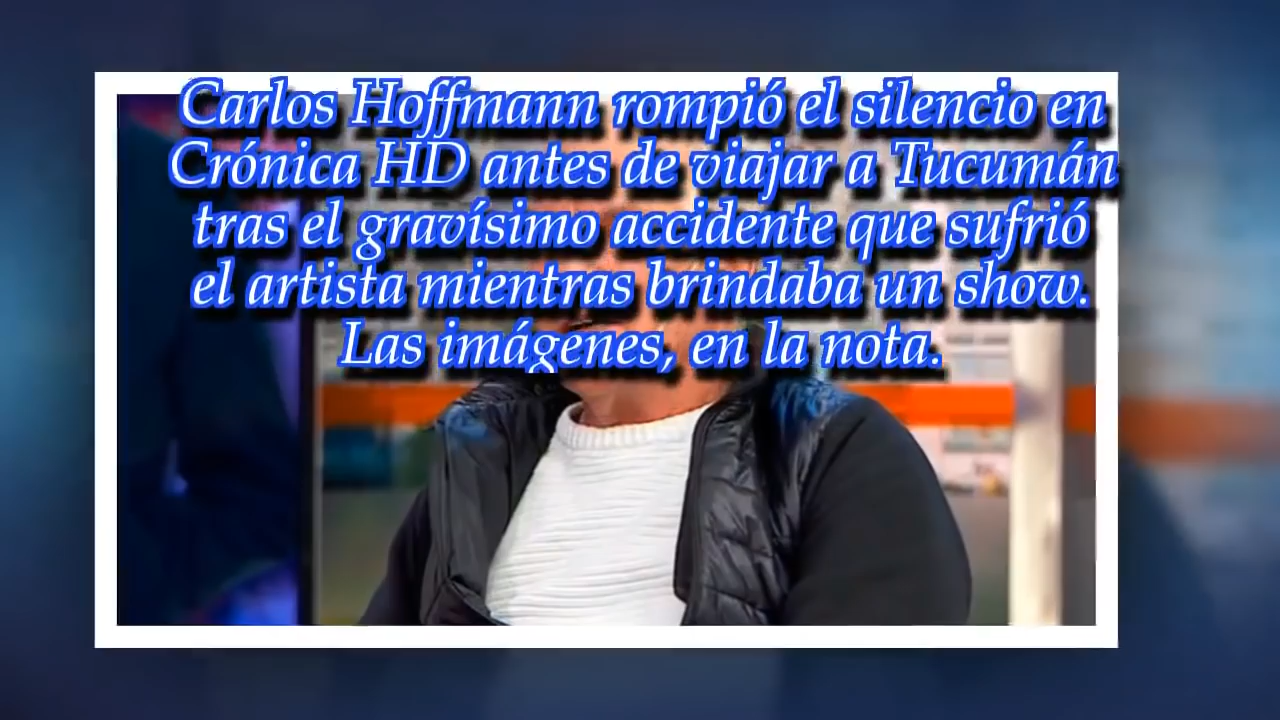 Carlos Hoffmann rompió el silencio en
Crónica HD antes de viajar a Tucumán
tras el gravísimo accidente que sufrió
el artista mientras brindaba un show.
Las imágenes, en la nota.